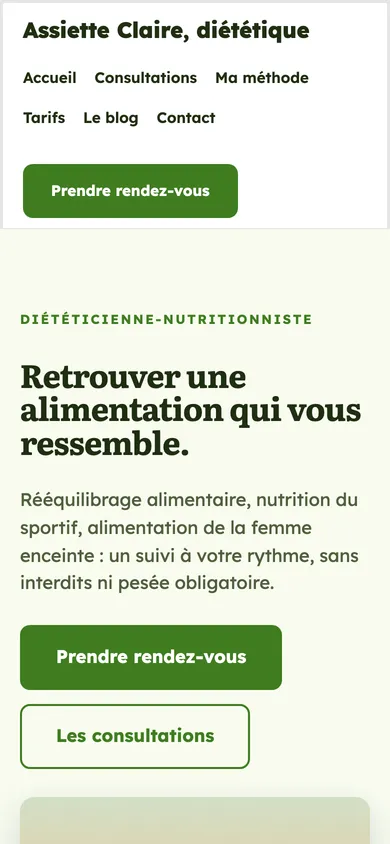 Assiette Claire, diététique
Accueil Consultations Ma méthode
Tarifs Le blog Contact
Prendre rendez-vous
DIÉTÉTICIENNE-NUTRITIONNISTE
Retrouver une
alimentation qui vous
ressemble.
Rééquilibrage alimentaire, nutrition du
sportif, alimentation de la femme
enceinte : un suivi à votre rythme, sans
interdits ni pesée obligatoire.
Prendre rendez-vous
Les consultations